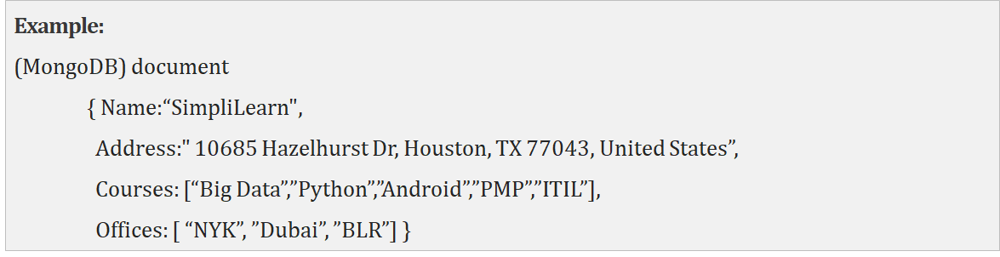 Example:
(MongoDB) document
{ Name:“SimpliLearn",
Address:" 10685 Hazelhurst Dr, Houston, TX 77043, United States”,
Courses: [“Big Data”,”Python”,”Android”,”PMP”,”ITIL”],
Offices: [ “NYK”, ”Dubai”, ”BLR”] }